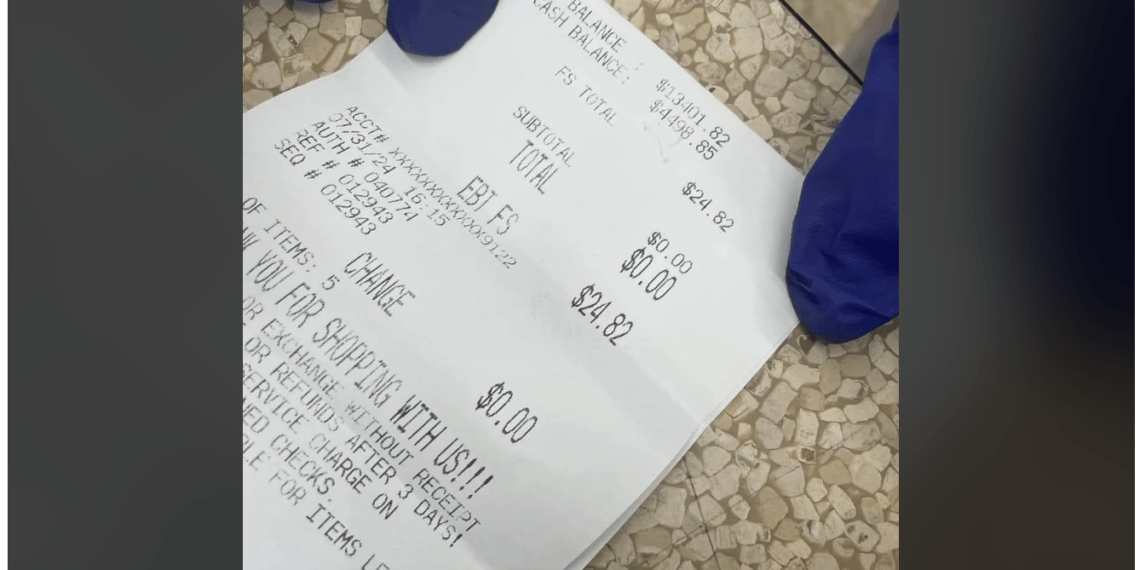 BALANCE : $13401.82
CASH BALANCE: $4498.85
FS TOTAL $24.82
SUBTOTAL $0.00
TOTAL $0.00
EBT FS $24.82
ACCT# XXXXXXXXXXXX9122
07/31/24 16:15
AUTH # 040774
REF # 012943
SEQ # 012943
CHANGE $0.00
OF ITEMS: 5
YOU FOR SHOPPING WITH US!!!
OR EXCHANGE WITHOUT RECEIPT
OR REFUNDS AFTER 3 DAYS!
SERVICE CHARGE ON
NED CHECKS.
LE FOR ITEMS LE